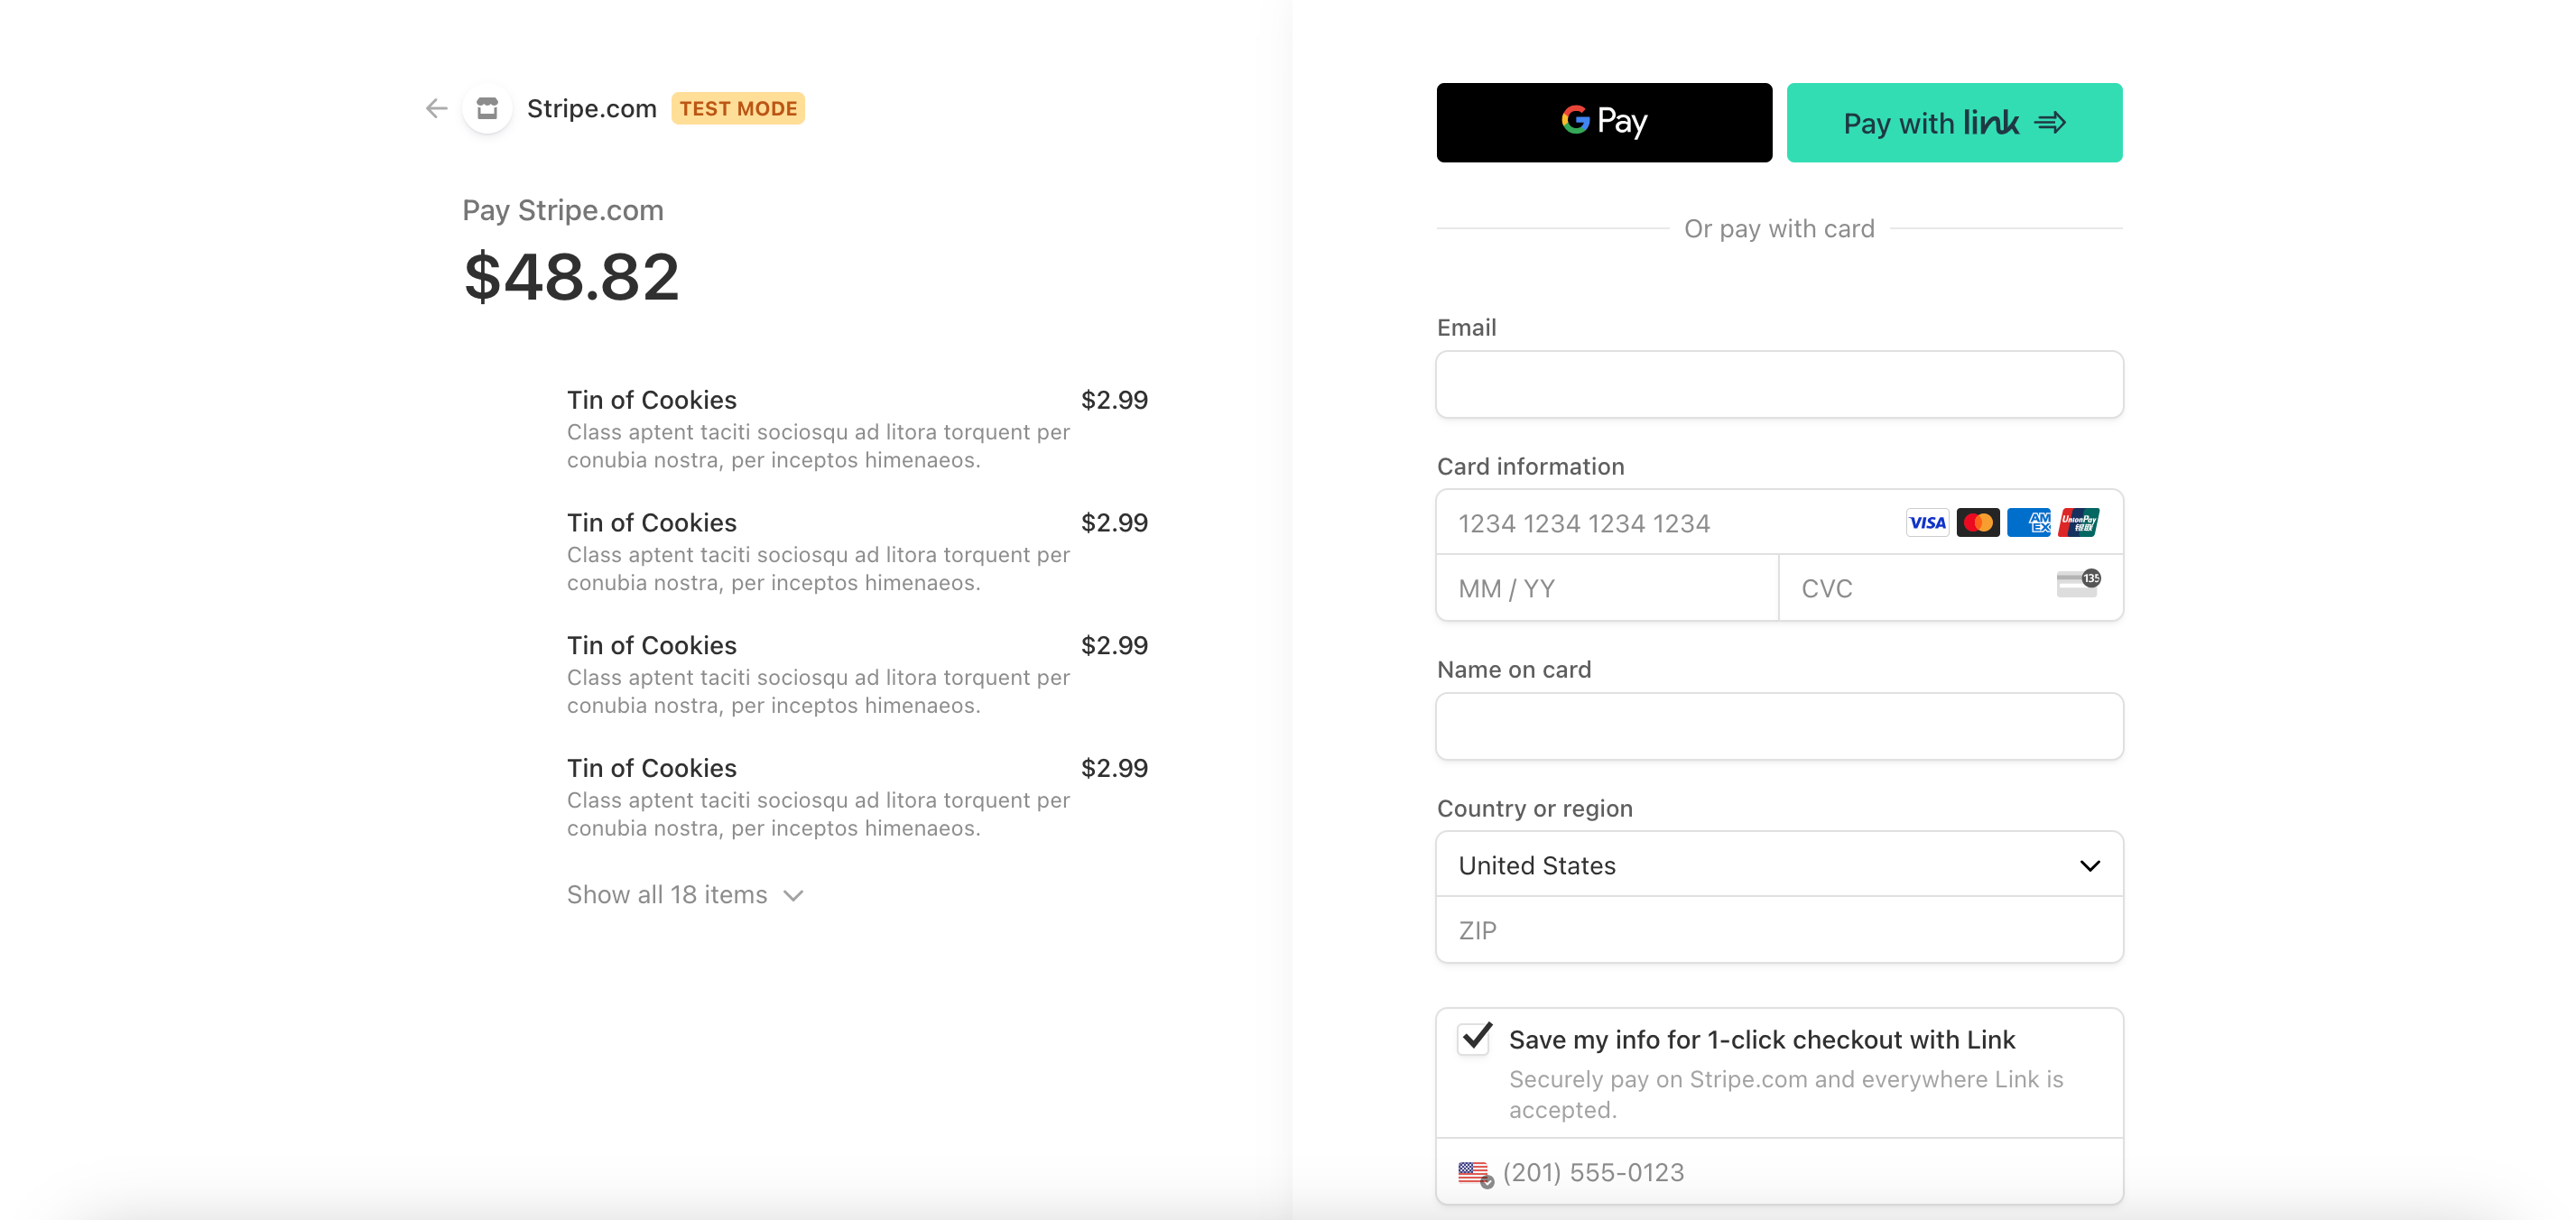 Stripe.com TEST MODE
Pay Stripe.com
$48.82
Tin of Cookies $2.99
Class aptent taciti sociosqu ad litora torquent per
conubia nostra, per inceptos himenaeos.
Tin of Cookies $2.99
Class aptent taciti sociosqu ad litora torquent per
conubia nostra, per inceptos himenaeos.
Tin of Cookies $2.99
Class aptent taciti sociosqu ad litora torquent per
conubia nostra, per inceptos himenaeos.
Tin of Cookies $2.99
Class aptent taciti sociosqu ad litora torquent per
conubia nostra, per inceptos himenaeos.
Show all 18 items
G Pay
Pay with link
Or pay with card
Email
Card information
1234 1234 1234 1234 VISA AMEX UnionPay 银联
MM / YY
CVC 135
Name on card
Country or region
United States
ZIP
Save my info for 1-click checkout with Link
Securely pay on Stripe.com and everywhere Link is
accepted.
(201) 555-0123